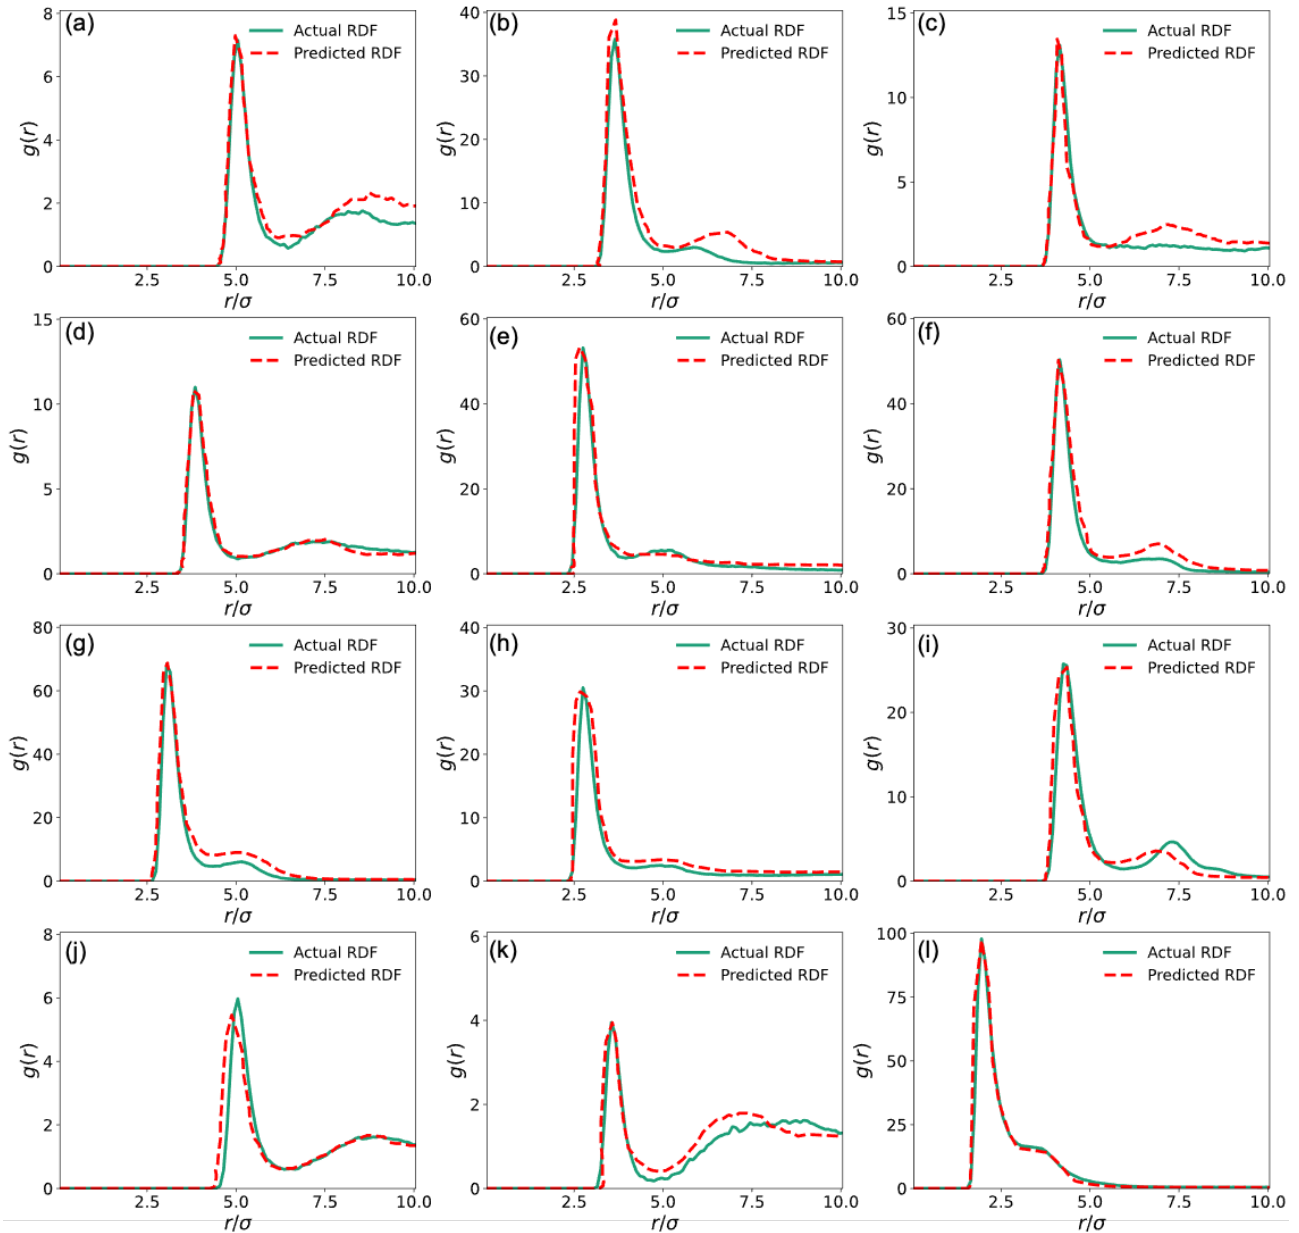 (a)
Actual RDF
Predicted RDF
8
6
4
2
0
g(r)
2.5 5.0 7.5 10.0
r/σ
(b)
Actual RDF
Predicted RDF
40
30
20
10
0
g(r)
2.5 5.0 7.5 10.0
r/σ
(c)
Actual RDF
Predicted RDF
15
10
5
0
g(r)
2.5 5.0 7.5 10.0
r/σ
(d)
Actual RDF
Predicted RDF
15
10
5
0
g(r)
2.5 5.0 7.5 10.0
r/σ
(e)
Actual RDF
Predicted RDF
60
40
20
0
g(r)
2.5 5.0 7.5 10.0
r/σ
(f)
Actual RDF
Predicted RDF
60
40
20
0
g(r)
2.5 5.0 7.5 10.0
r/σ
(g)
Actual RDF
Predicted RDF
80
60
40
20
0
g(r)
2.5 5.0 7.5 10.0
r/σ
(h)
Actual RDF
Predicted RDF
40
30
20
10
0
g(r)
2.5 5.0 7.5 10.0
r/σ
(i)
Actual RDF
Predicted RDF
30
20
10
0
g(r)
2.5 5.0 7.5 10.0
r/σ
(j)
Actual RDF
Predicted RDF
8
6
4
2
0
g(r)
2.5 5.0 7.5 10.0
r/σ
(k)
Actual RDF
Predicted RDF
6
4
2
0
g(r)
2.5 5.0 7.5 10.0
r/σ
(l)
Actual RDF
Predicted RDF
100
75
50
25
0
g(r)
2.5 5.0 7.5 10.0
r/σ